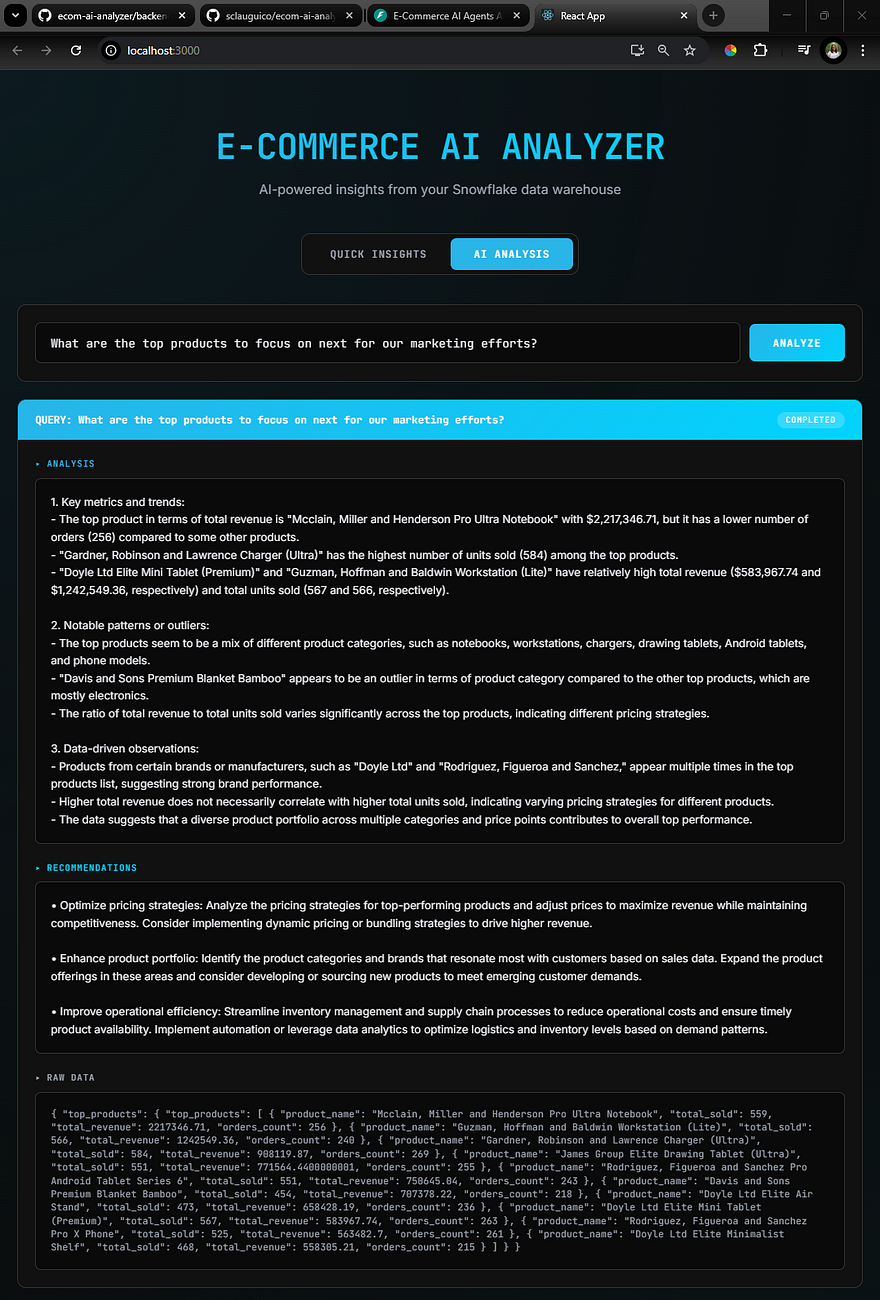 ecom-ai-analyzer/backen
sclauguico/ecom-ai-anal
E-Commerce AI Agents A
React App
localhost:3000
E-COMMERCE AI ANALYZER
AI-powered insights from your Snowflake data warehouse
QUICK INSIGHTS
AI ANALYSIS
What are the top products to focus on next for our marketing efforts?
ANALYZE
QUERY: What are the top products to focus on next for our marketing efforts?
COMPLETED
▸ ANALYSIS
1. Key metrics and trends:
- The top product in terms of total revenue is "Mcclain, Miller and Henderson Pro Ultra Notebook" with $2,217,346.71, but it has a lower number of
orders (256) compared to some other products.
- "Gardner, Robinson and Lawrence Charger (Ultra)" has the highest number of units sold (584) among the top products.
- "Doyle Ltd Elite Mini Tablet (Premium)" and "Guzman, Hoffman and Baldwin Workstation (Lite)" have relatively high total revenue ($583,967.74 and
$1,242,549.36, respectively) and total units sold (567 and 566, respectively).
2. Notable patterns or outliers:
- The top products seem to be a mix of different product categories, such as notebooks, workstations, chargers, drawing tablets, Android tablets,
and phone models.
- "Davis and Sons Premium Blanket Bamboo" appears to be an outlier in terms of product category compared to the other top products, which are
mostly electronics.
- The ratio of total revenue to total units sold varies significantly across the top products, indicating different pricing strategies.
3. Data-driven observations:
- Products from certain brands or manufacturers, such as "Doyle Ltd" and "Rodriguez, Figueroa and Sanchez," appear multiple times in the top
products list, suggesting strong brand performance.
- Higher total revenue does not necessarily correlate with higher total units sold, indicating varying pricing strategies for different products.
- The data suggests that a diverse product portfolio across multiple categories and price points contributes to overall top performance.
▸ RECOMMENDATIONS
• Optimize pricing strategies: Analyze the pricing strategies for top-performing products and adjust prices to maximize revenue while maintaining
competitiveness. Consider implementing dynamic pricing or bundling strategies to drive higher revenue.
• Enhance product portfolio: Identify the product categories and brands that resonate most with customers based on sales data. Expand the product
offerings in these areas and consider developing or sourcing new products to meet emerging customer demands.
• Improve operational efficiency: Streamline inventory management and supply chain processes to reduce operational costs and ensure timely
product availability. Implement automation or leverage data analytics to optimize logistics and inventory levels based on demand patterns.
▸ RAW DATA
{ "top_products": { "top_products": [ { "product_name": "Mcclain, Miller and Henderson Pro Ultra Notebook", "total_sold": 559,
"total_revenue": 2217346.71, "orders_count": 256 }, { "product_name": "Guzman, Hoffman and Baldwin Workstation (Lite)", "total_sold":
566, "total_revenue": 1242549.36, "orders_count": 240 }, { "product_name": "Gardner, Robinson and Lawrence Charger (Ultra)",
"total_sold": 584, "total_revenue": 908119.87, "orders_count": 269 }, { "product_name": "James Group Elite Drawing Tablet (Ultra)",
"total_sold": 551, "total_revenue": 771564.4400000001, "orders_count": 255 }, { "product_name": "Rodriguez, Figueroa and Sanchez Pro
Android Tablet Series 6", "total_sold": 551, "total_revenue": 750645.04, "orders_count": 243 }, { "product_name": "Davis and Sons
Premium Blanket Bamboo", "total_sold": 454, "total_revenue": 707378.22, "orders_count": 218 }, { "product_name": "Doyle Ltd Elite Air
Stand", "total_sold": 473, "total_revenue": 658428.19, "orders_count": 236 }, { "product_name": "Doyle Ltd Elite Mini Tablet
(Premium)", "total_sold": 567, "total_revenue": 583967.74, "orders_count": 263 }, { "product_name": "Rodriguez, Figueroa and Sanchez
Pro X Phone", "total_sold": 525, "total_revenue": 563482.7, "orders_count": 261 }, { "product_name": "Doyle Ltd Elite Minimalist
Shelf", "total_sold": 468, "total_revenue": 558305.21, "orders_count": 215 } ] } }